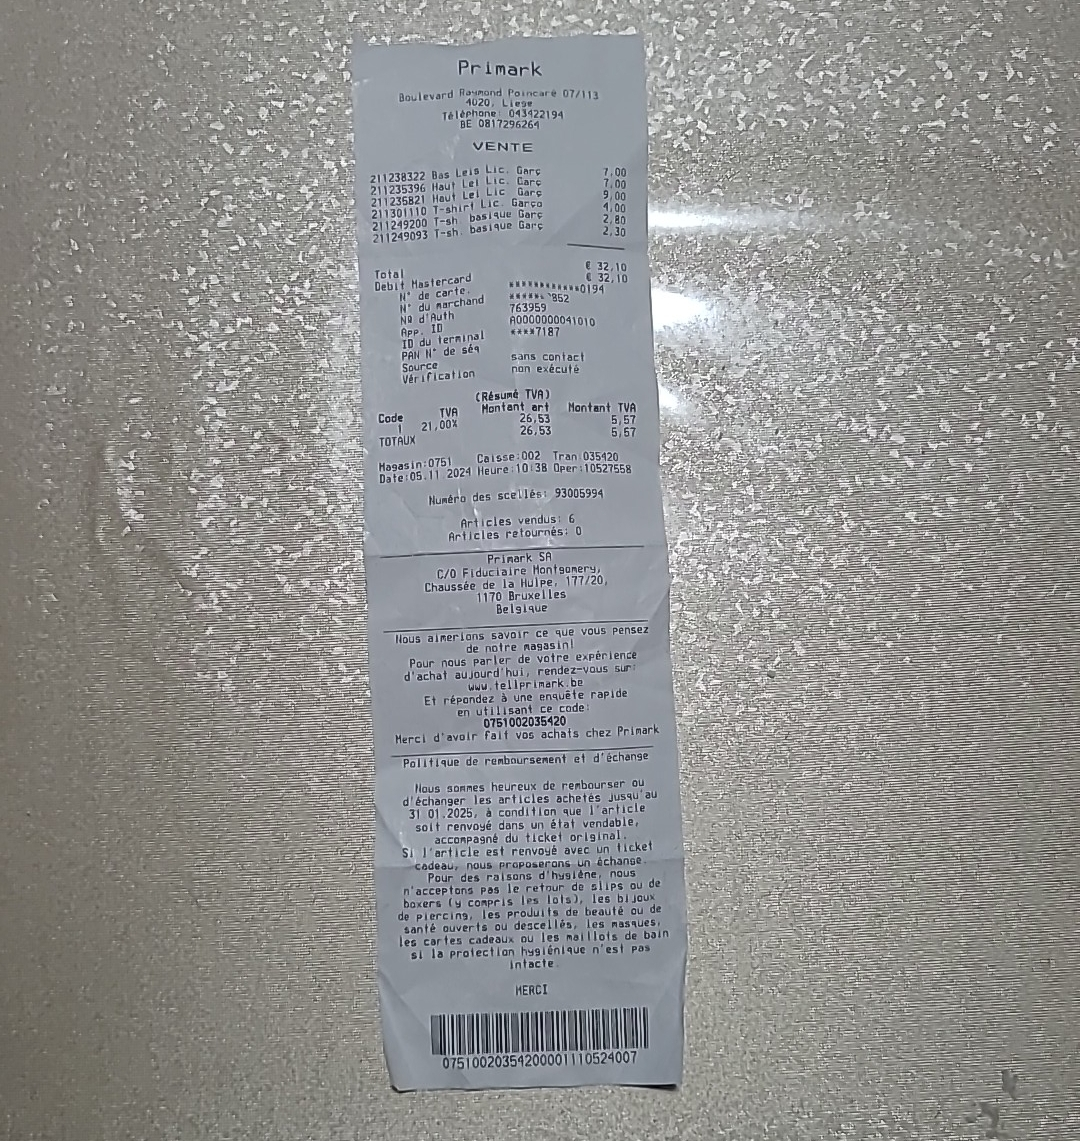 Primark
Boulevard Raymond Poincaré 07/113
4020, Liege
Téléphone: 043422194
BE 0817296264
VENTE
211238322 Bas Leis Lic. Garç 7,00
211235396 Haut Lei Lic. Garç 7,00
211235821 Haut Lei Lic Garç 9,00
211301110 T-shirt Lic. Garço 4,00
211249200 T-sh. basique Garç 2,80
211249093 T-sh. basique Garç 2,30
Total € 32,10
Debit Mastercard € 32,10
N° de carte. ************0194
N° du marchand ****** *852
Nø d'Auth 763959
App. ID A0000000041010
ID du terminal ****7187
PAN N° de séq
Source sans contact
Vérification non exécuté
(Résumé TVA)
Code TVA Montant art Montant TVA
1 21,00% 26,53 5,57
TOTAUX 26,53 5,57
Magasin:0751 Caisse:002 Tran:035420
Date:05.11.2024 Heure:10:38 Oper:10527558
Numéro des scellés: 93005994
Articles vendus: 6
Articles retournés: 0
Primark SA
C/O Fiduciaire Montgomery,
Chaussée de la Hulpe, 177/20,
1170 Bruxelles
Belgique
Nous aimerions savoir ce que vous pensez
de notre magasin!
Pour nous parler de votre expérience
d'achat aujourd'hui, rendez-vous sur:
www.tellprimark.be
Et répondez à une enquête rapide
en utilisant ce code:
0751002035420
Merci d'avoir fait vos achats chez Primark
Politique de remboursement et d'échange
Nous sommes heureux de rembourser ou
d'échanger les articles achetés jusqu'au
31.01.2025, à condition que l'article
soit renvoyé dans un état vendable,
accompagné du ticket original.
Si l'article est renvoyé avec un ticket
cadeau, nous proposerons un échange.
Pour des raisons d'hygiène, nous
n'acceptons pas le retour de slips ou de
boxers (y compris les lots), les bijoux
de piercing, les produits de beauté ou de
santé ouverts ou descellés, les masques,
les cartes cadeaux ou les maillots de bain
si la protection hygiénique n'est pas
intacte.
MERCI
07510020354200001110524007